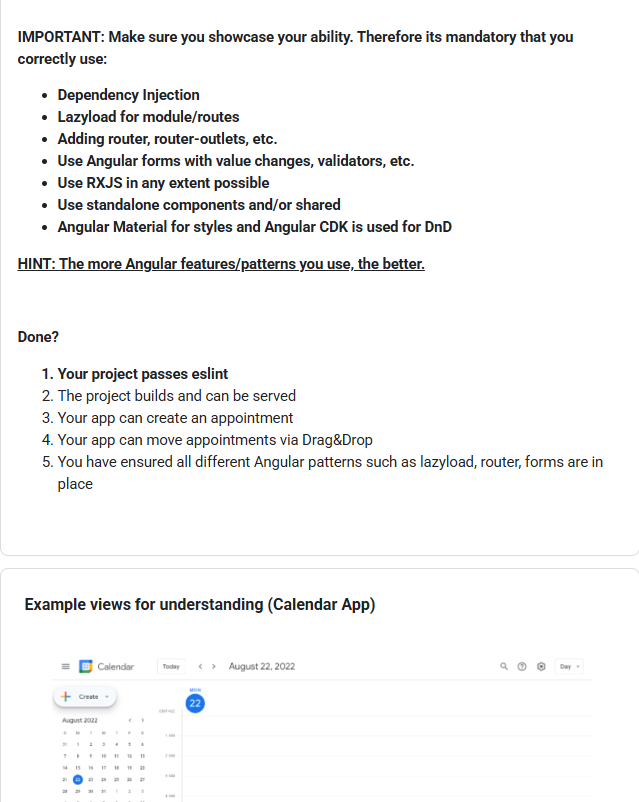 IMPORTANT: Make sure you showcase your ability. Therefore its mandatory that you
correctly use:
• Dependency Injection
• Lazyload for module/routes
• Adding router, router-outlets, etc.
• Use Angular forms with value changes, validators, etc.
• Use RXJS in any extent possible
• Use standalone components and/or shared
• Angular Material for styles and Angular CDK is used for DnD
HINT: The more Angular features/patterns you use, the better.
Done?
1. Your project passes eslint
2. The project builds and can be served
3. Your app can create an appointment
4. Your app can move appointments via Drag&Drop
5. You have ensured all different Angular patterns such as lazyload, router, forms are in
place
Example views for understanding (Calendar App)
Calendar Today August 22, 2022 Day
Create
MON
22
August 2022
S M T W T F S
31 1 2 3 4 5 6
7 8 9 10 11 12 13
14 15 16 17 18 19 20
21 22 23 24 25 26 27
28 29 30 31 1 2 3
1 AM
2 AM
3 AM
4 AM